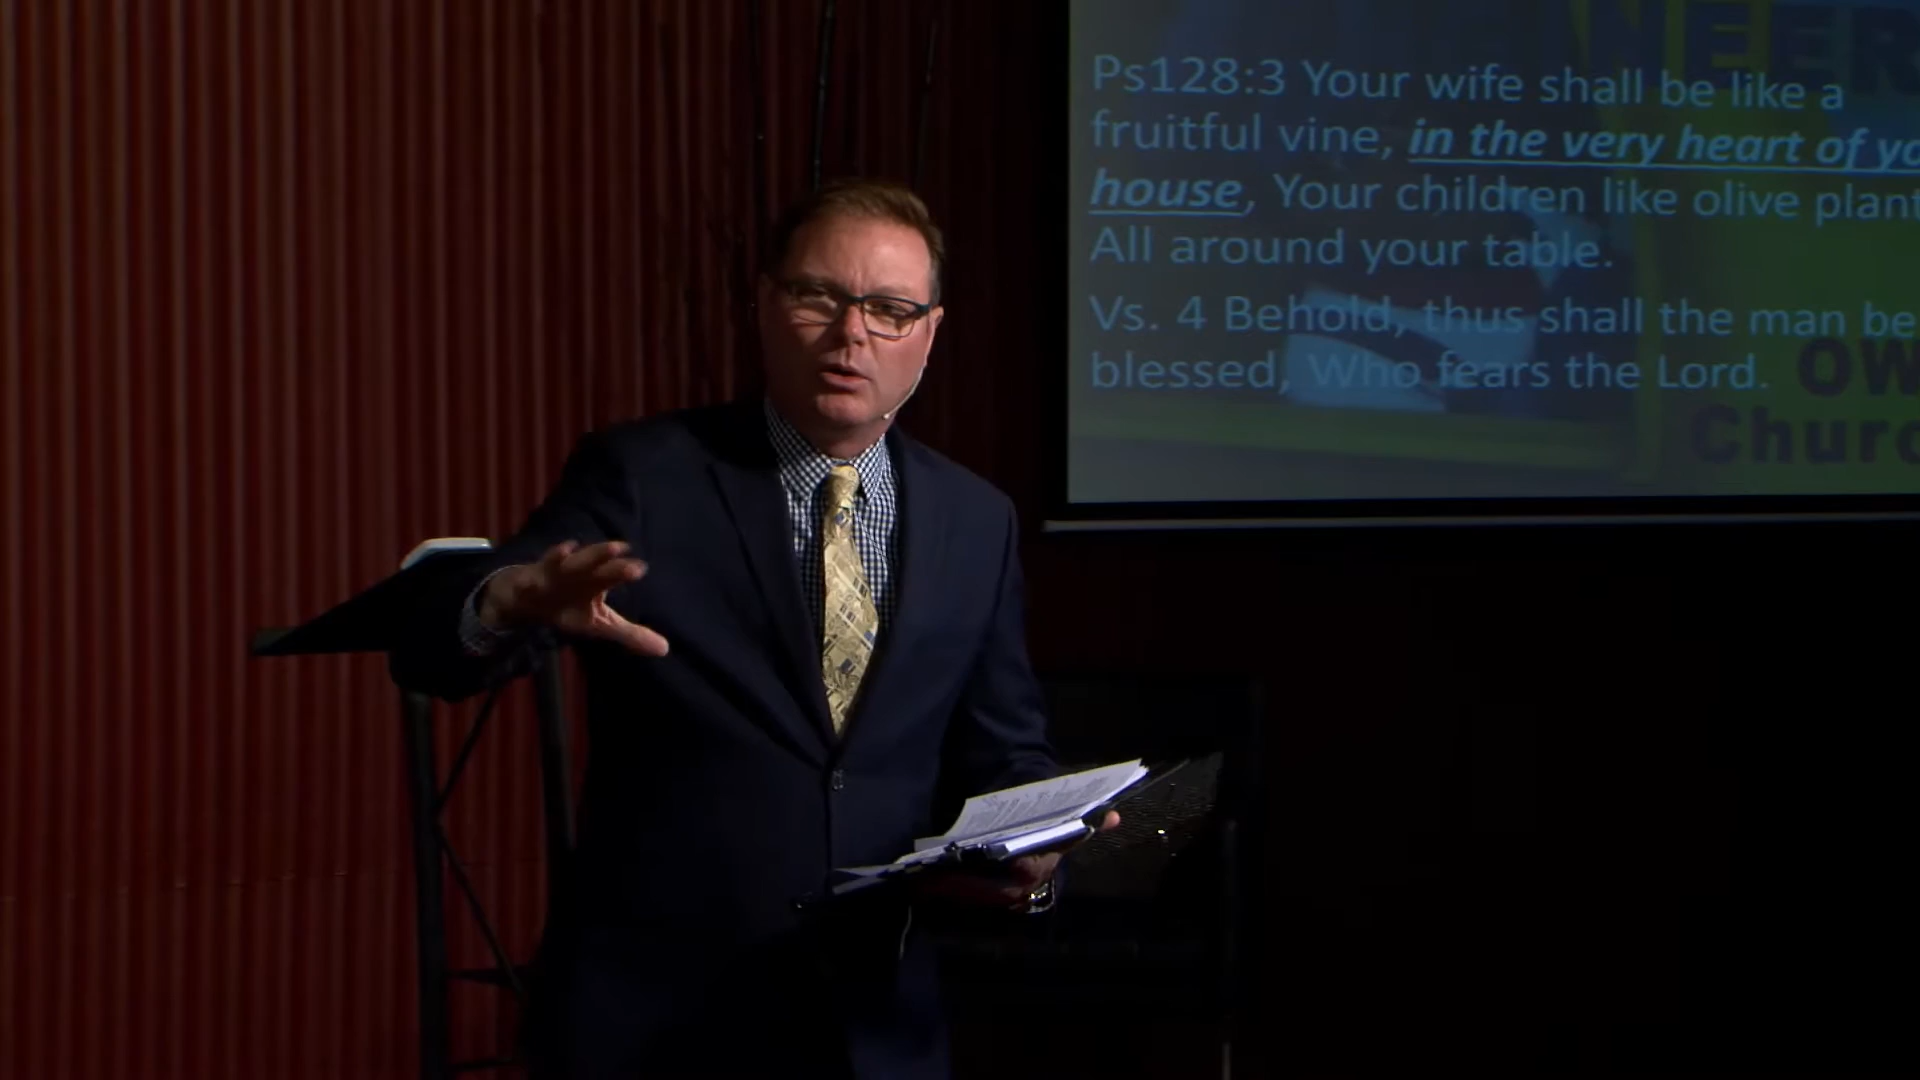 NEER
Ps128:3 Your wife shall be like a
fruitful vine, in the very heart of yo
house, Your children like olive plant
All around your table.
Vs. 4 Behold, thus shall the man be
blessed, Who fears the Lord.
OW
Churc